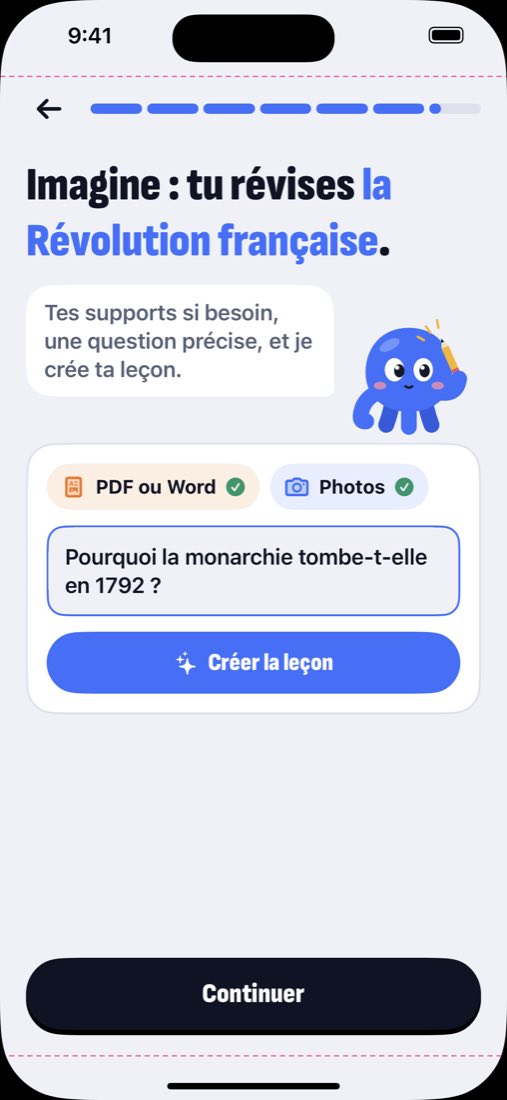 9:41
Imagine : tu révises la
Révolution française.
Tes supports si besoin,
une question précise, et je
crée ta leçon.
PDF ou Word
Photos
Pourquoi la monarchie tombe-t-elle
en 1792 ?
Créer la leçon
Continuer